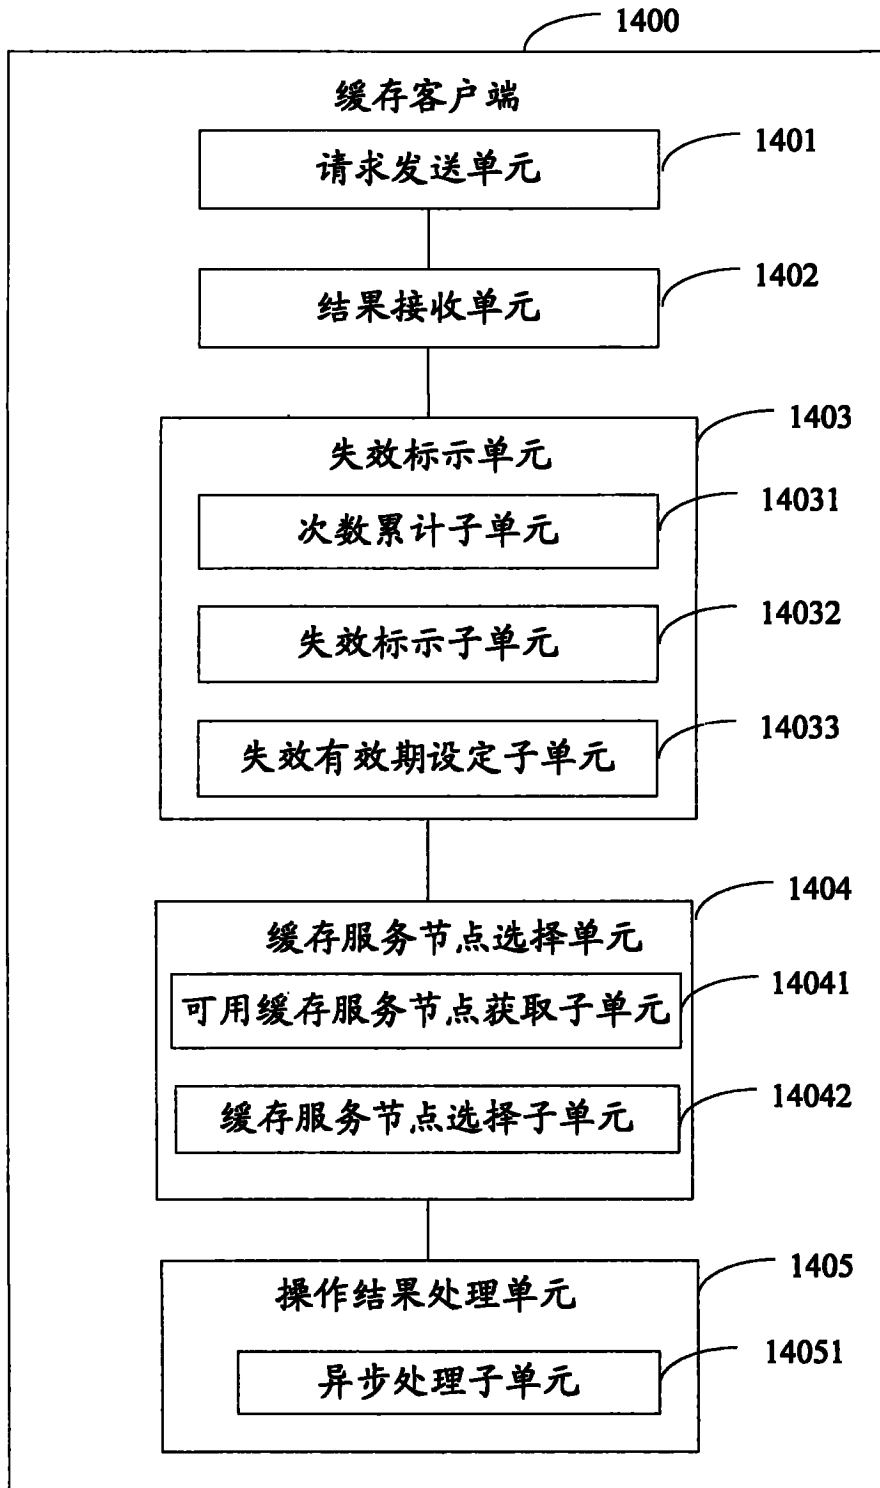 1400
缓存客户端
1401
请求发送单元
1402
结果接收单元
1403
失效标示单元
14031
次数累计子单元
14032
失效标示子单元
14033
失效有效期设定子单元
1404
缓存服务节点选择单元
14041
可用缓存服务节点获取子单元
14042
缓存服务节点选择子单元
1405
操作结果处理单元
14051
异步处理子单元